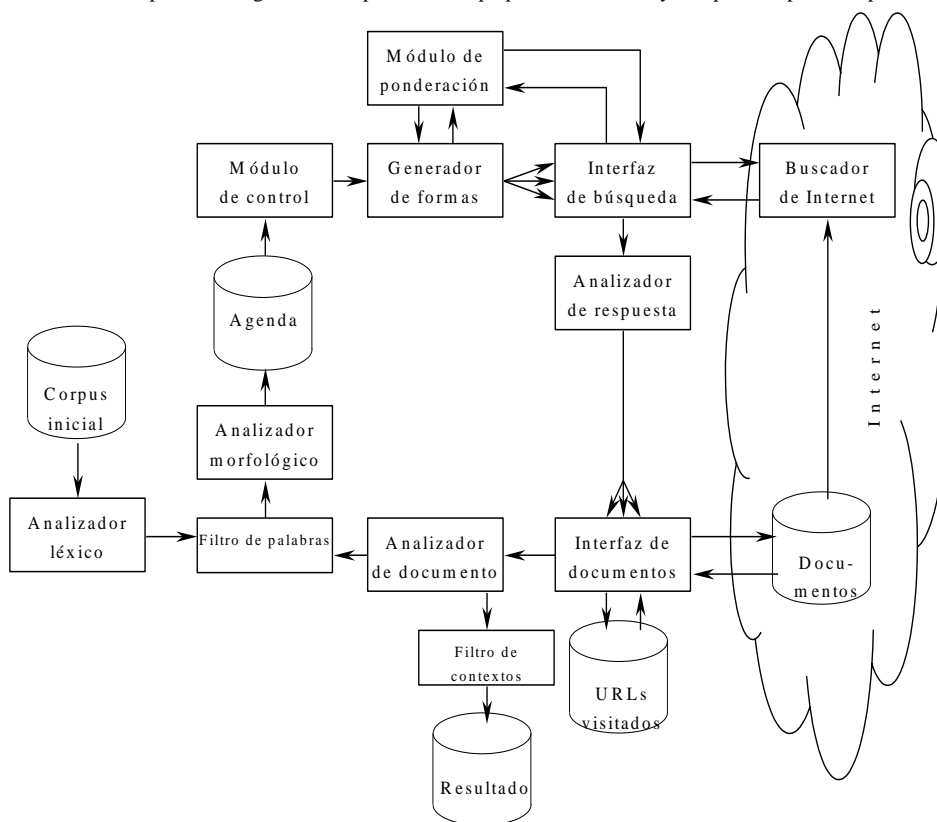 Módulo de
ponderación
Módulo
de control
Generador
de formas
Interfaz
de búsqueda
Buscador
de Internet
Analizador
de respuesta
Agenda
Internet
Corpus
inicial
Analizador
morfológico
Analizador
léxico
Filtro de palabras
Analizador
de documento
Interfaz de
documentos
Docu-
mentos
Filtro de
contextos
URLs
visitados
Resultado